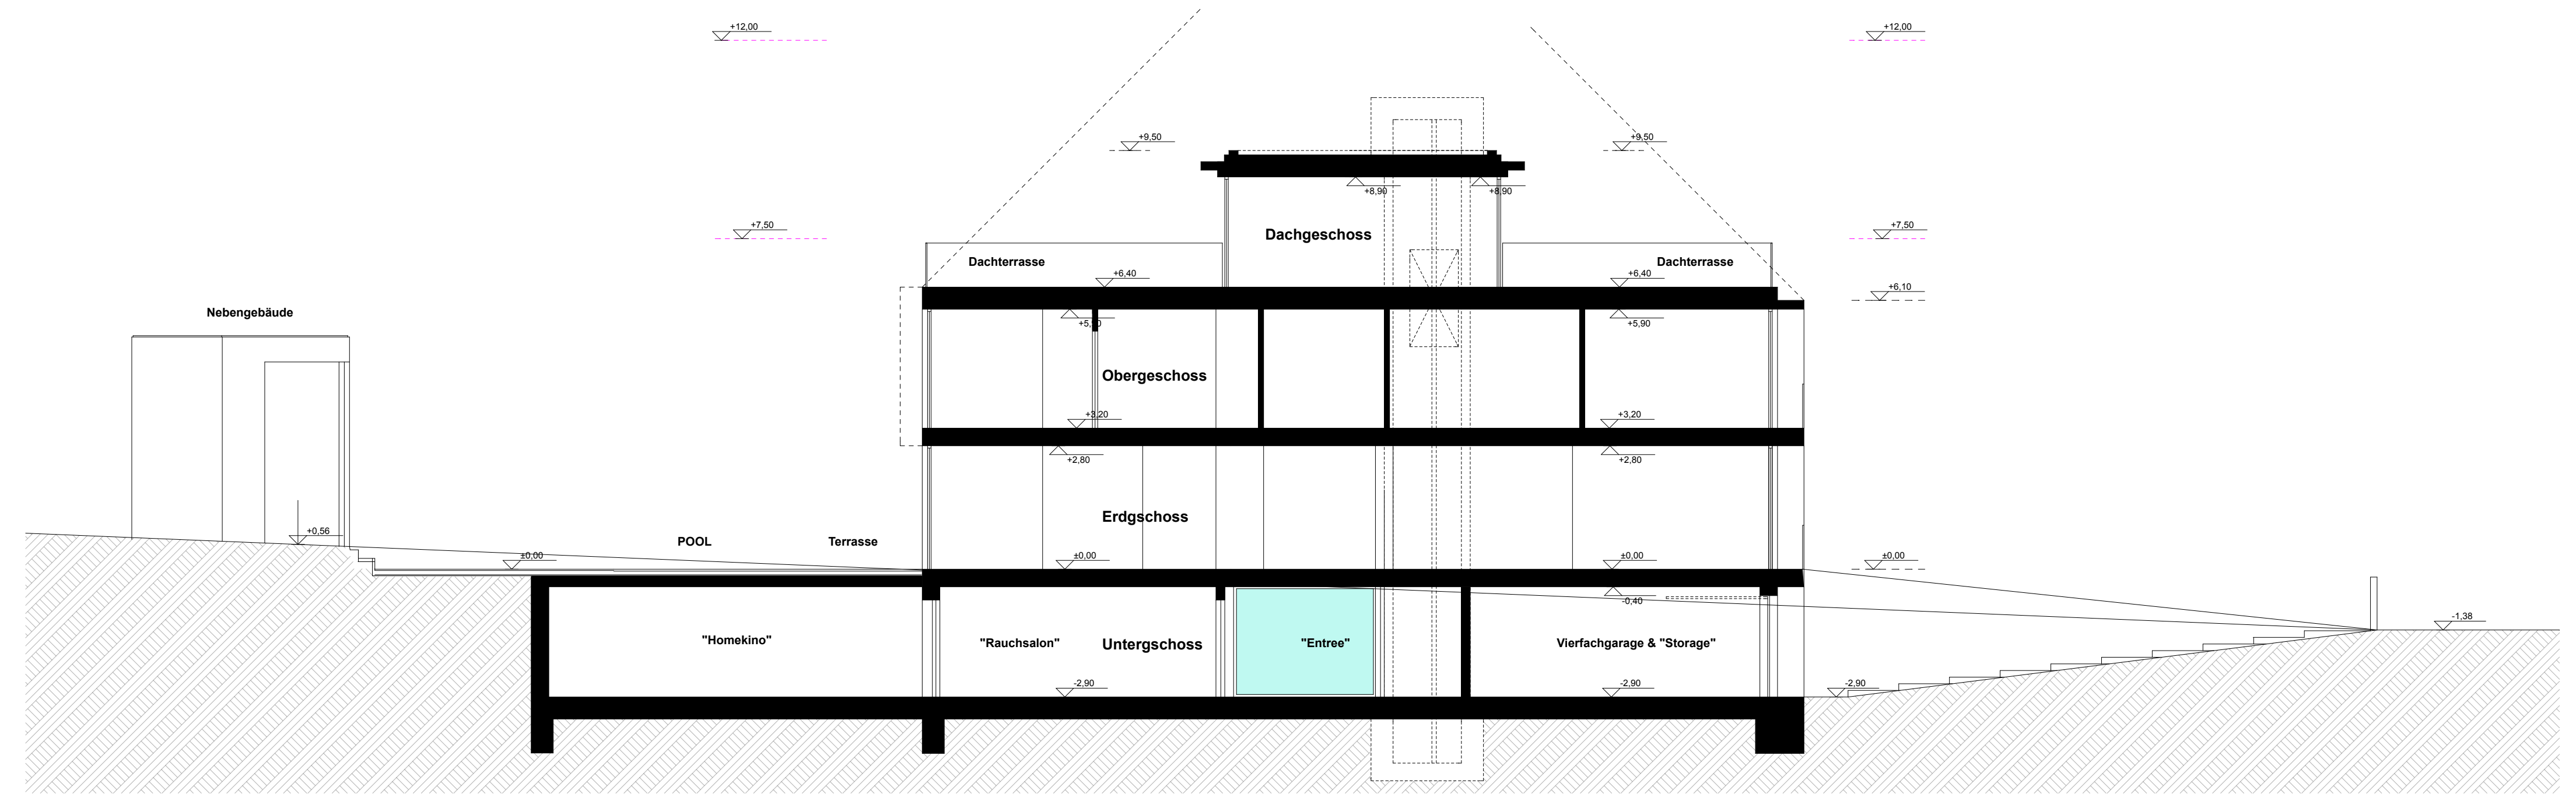 +12,00
+12,00
+9,50
+9,50
+8,90
+8,90
+7,50
+7,50
Dachgeschoss
Dachterrasse
Dachterrasse
+6,40
+6,40
+6,10
Nebengebäude
+5,90
Obergeschoss
+3,20
+3,20
+2,80
+2,80
Erdgschoss
+0,56
POOL
Terrasse
±0,00
±0,00
±0,00
±0,00
-0,40
-1,38
"Homekino"
"Rauchsalon"
Untergschoss
"Entree"
Vierfachgarage & "Storage"
-2,90
-2,90
-2,90